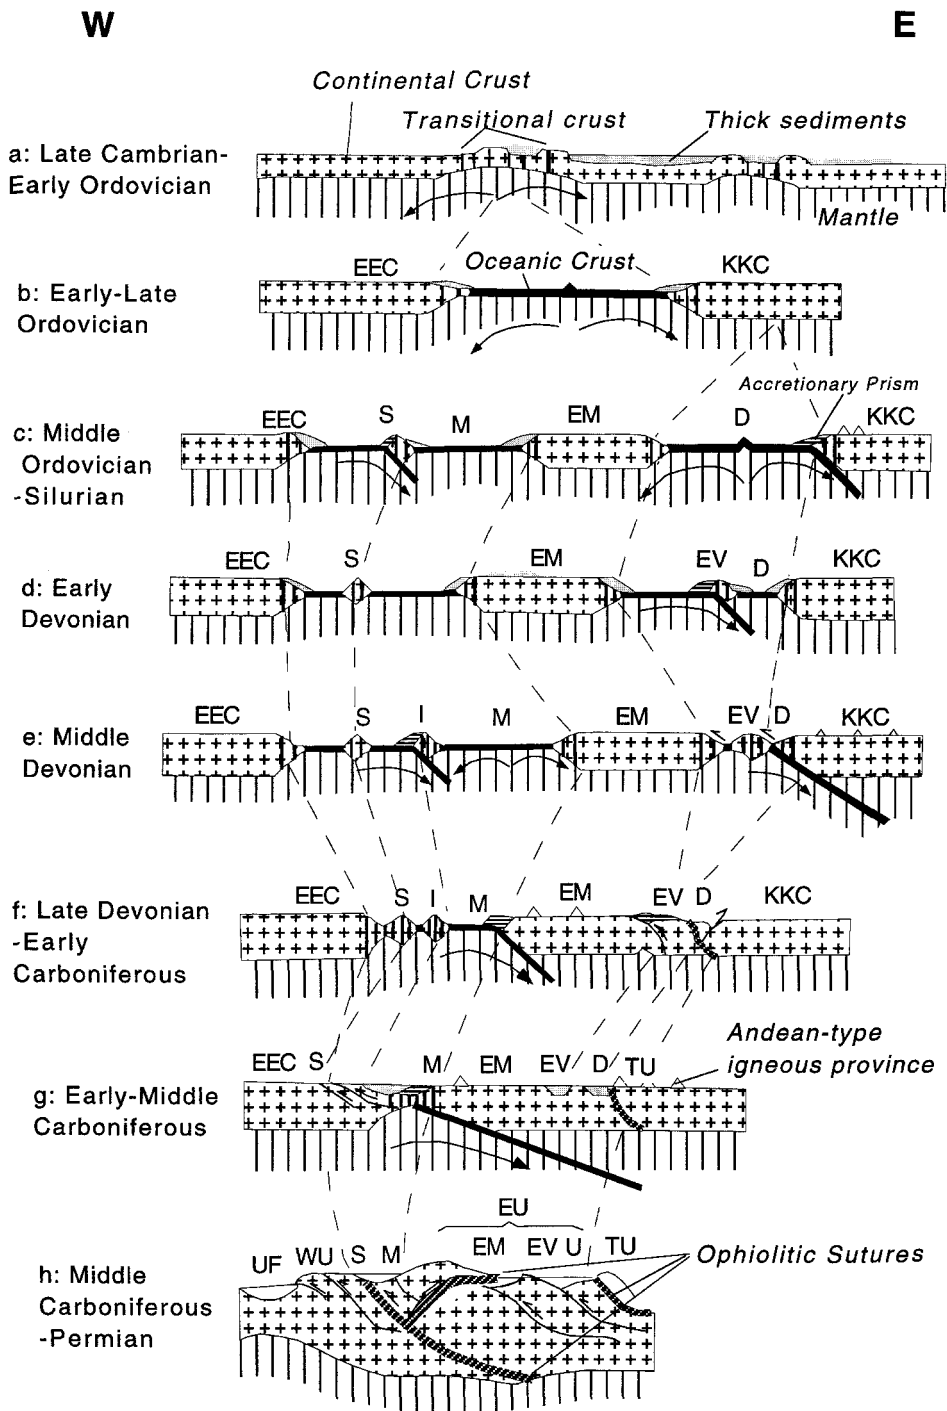 W E
Continental Crust
Transitional crust Thick sediments
a: Late Cambrian-
Early Ordovician
Mantle
EEC Oceanic Crust KKC
b: Early-Late
Ordovician
Accretionary Prism
EEC S M EM D KKC
c: Middle
Ordovician
-Silurian
EEC S EM EV D KKC
d: Early
Devonian
EEC S I M EM EV D KKC
e: Middle
Devonian
EEC S I M EM EV D KKC
f: Late Devonian
-Early
Carboniferous
Andean-type
igneous province
EEC S M EM EV D TU
g: Early-Middle
Carboniferous
EU
UF WU S M EM EV U TU Ophiolitic Sutures
h: Middle
Carboniferous
-Permian